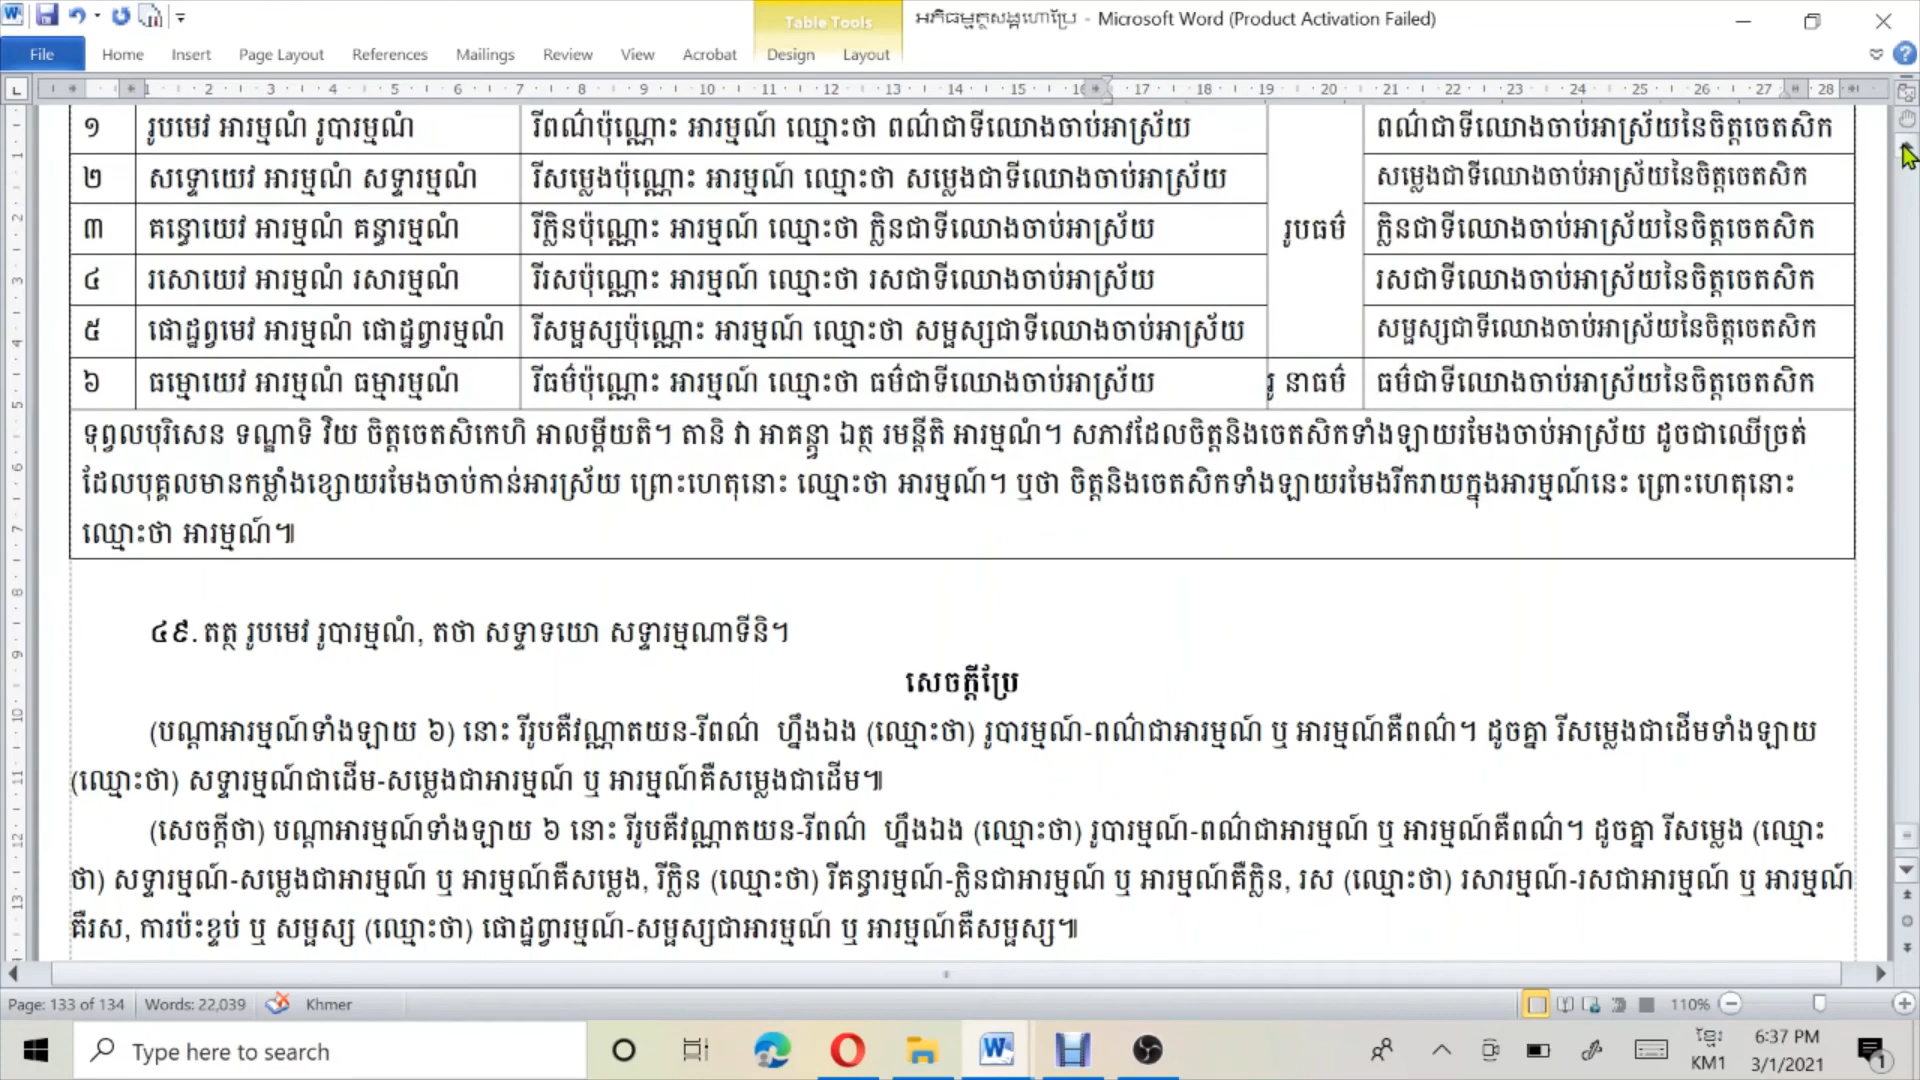 អភិធម្មត្ថសង្គហោប្រែ - Microsoft Word (Product Activation Failed)
Table Tools
File Home Insert Page Layout References Mailings Review View Acrobat Design Layout
១ រូបមេវ អារម្មណំ រូបារម្មណំ រីពណ៌ប៉ុណ្ណោះ អារម្មណ៍ ឈ្មោះថា ពណ៌ជាទីឈោងចាប់អាស្រ័យ ពណ៌ជាទីឈោងចាប់អាស្រ័យនៃចិត្តចេតសិក
២ សទ្ទោយេវ អារម្មណំ សទ្ទារម្មណំ រីសម្លេងប៉ុណ្ណោះ អារម្មណ៍ ឈ្មោះថា សម្លេងជាទីឈោងចាប់អាស្រ័យ សម្លេងជាទីឈោងចាប់អាស្រ័យនៃចិត្តចេតសិក
៣ គន្ធោយេវ អារម្មណំ គន្ធារម្មណំ រីក្លិនប៉ុណ្ណោះ អារម្មណ៍ ឈ្មោះថា ក្លិនជាទីឈោងចាប់អាស្រ័យ រូបធម៌ ក្លិនជាទីឈោងចាប់អាស្រ័យនៃចិត្តចេតសិក
៤ រសោយេវ អារម្មណំ រសារម្មណំ រីរសប៉ុណ្ណោះ អារម្មណ៍ ឈ្មោះថា រសជាទីឈោងចាប់អាស្រ័យ រសជាទីឈោងចាប់អាស្រ័យនៃចិត្តចេតសិក
៥ ផោដ្ឋព្វមេវ អារម្មណំ ផោដ្ឋព្វារម្មណំ រីសម្ផស្សប៉ុណ្ណោះ អារម្មណ៍ ឈ្មោះថា សម្ផស្សជាទីឈោងចាប់អាស្រ័យ សម្ផស្សជាទីឈោងចាប់អាស្រ័យនៃចិត្តចេតសិក
៦ ធម្មោយេវ អារម្មណំ ធម្មារម្មណំ រីធម៌ប៉ុណ្ណោះ អារម្មណ៍ ឈ្មោះថា ធម៌ជាទីឈោងចាប់អាស្រ័យ រូ នាធម៌ ធម៌ជាទីឈោងចាប់អាស្រ័យនៃចិត្តចេតសិក
ទុព្វលបុរិសេន ទណ្ឌាទិ វិយ ចិត្តចេតសិកេហិ អាលម្ពីយតិ។ តានិ វា អាគន្ត្វា ឯត្ថ រមន្តីតិ អារម្មណំ។ សភាវដែលចិត្តនិងចេតសិកទាំងឡាយរមែងចាប់អាស្រ័យ ដូចជាឈើច្រត់
ដែលបុគ្គលមានកម្លាំងខ្សោយរមែងចាប់កាន់អារស្រ័យ ព្រោះហេតុនោះ ឈ្មោះថា អារម្មណ៍។ ឬថា ចិត្តនិងចេតសិកទាំងឡាយរមែងរីករាយក្នុងអារម្មណ៍នេះ ព្រោះហេតុនោះ
ឈ្មោះថា អារម្មណ៍៕
៤៩. តត្ថ រូបមេវ រូបារម្មណំ, តថា សទ្ទាទយោ សទ្ទារម្មណាទីនិ។
សេចក្តីប្រែ
(បណ្តាអារម្មណ៍ទាំងឡាយ ៦) នោះ រីរូបគឺវណ្ណាតយន-រីពណ៌ ហ្នឹងឯង (ឈ្មោះថា) រូបារម្មណ៍-ពណ៌ជាអារម្មណ៍ ឬ អារម្មណ៍គឺពណ៌។ ដូចគ្នា រីសម្លេងជាដើមទាំងឡាយ
(ឈ្មោះថា) សទ្ទារម្មណ៍ជាដើម-សម្លេងជាអារម្មណ៍ ឬ អារម្មណ៍គឺសម្លេងជាដើម៕
(សេចក្តីថា) បណ្តាអារម្មណ៍ទាំងឡាយ ៦ នោះ រីរូបគឺវណ្ណាតយន-រីពណ៌ ហ្នឹងឯង (ឈ្មោះថា) រូបារម្មណ៍-ពណ៌ជាអារម្មណ៍ ឬ អារម្មណ៍គឺពណ៌។ ដូចគ្នា រីសម្លេង (ឈ្មោះ
ថា) សទ្ទារម្មណ៍-សម្លេងជាអារម្មណ៍ ឬ អារម្មណ៍គឺសម្លេង, រីក្លិន (ឈ្មោះថា) រីគន្ធារម្មណ៍-ក្លិនជាអារម្មណ៍ ឬ អារម្មណ៍គឺក្លិន, រស (ឈ្មោះថា) រសារម្មណ៍-រសជាអារម្មណ៍ ឬ អារម្មណ៍
គឺរស, ការប៉ះខ្ទប់ ឬ សម្ផស្ស (ឈ្មោះថា) ផោដ្ឋព្វារម្មណ៍-សម្ផស្សជាអារម្មណ៍ ឬ អារម្មណ៍គឺសម្ផស្ស៕
Page: 133 of 134 Words: 22,039 Khmer 110%
Type here to search
ខ្មែរ 6:37 PM
KM1 3/1/2021 1